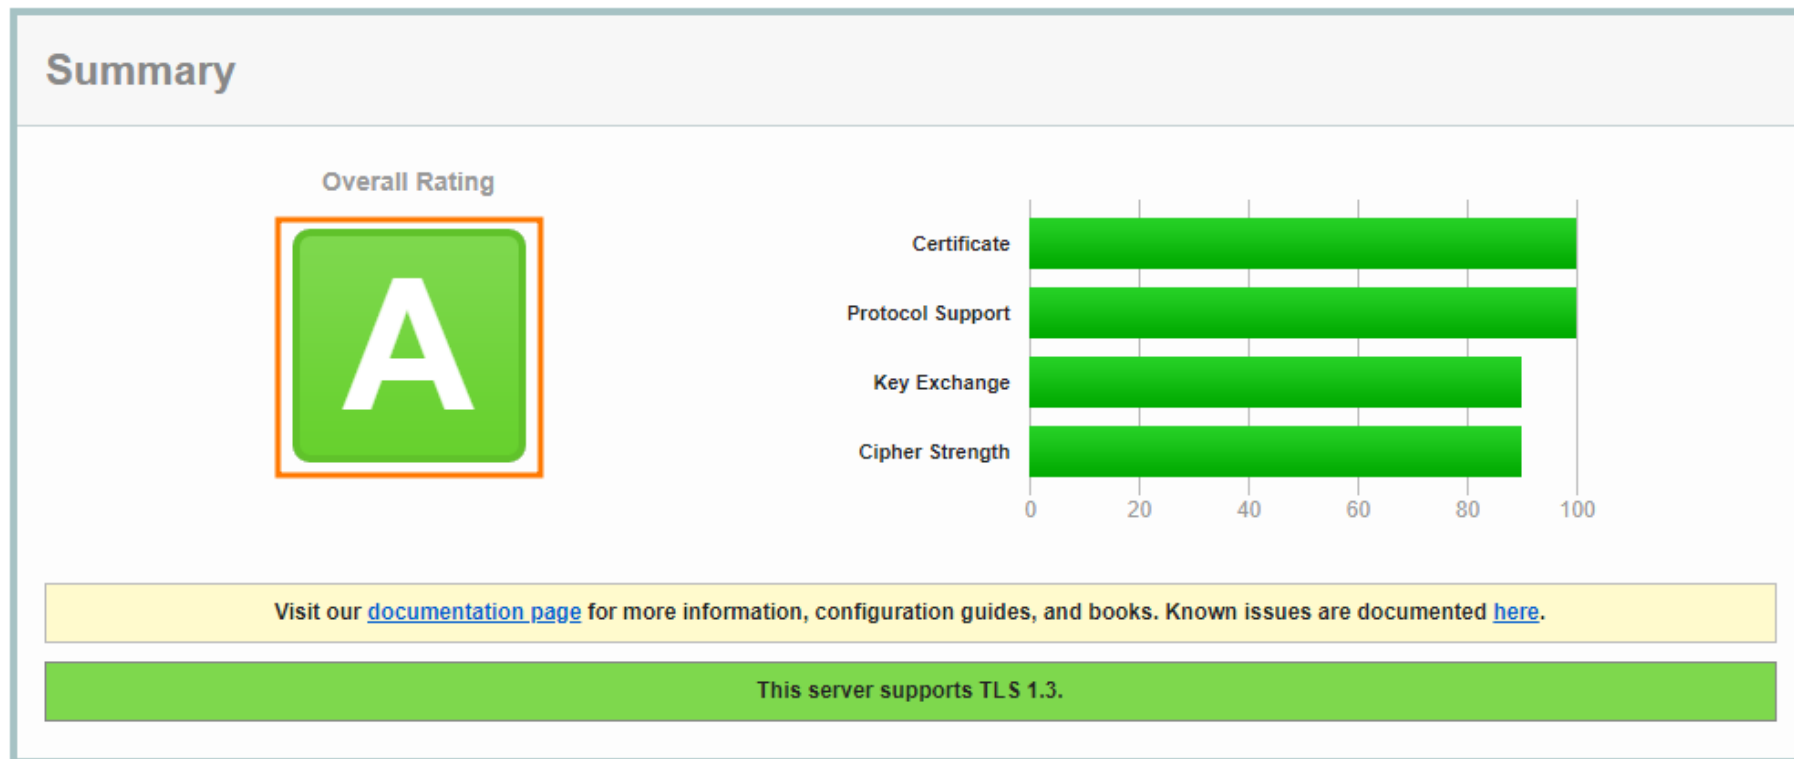 Summary
Overall Rating
A
Certificate
Protocol Support
Key Exchange
Cipher Strength
0 20 40 60 80 100
Visit our documentation page for more information, configuration guides, and books. Known issues are documented here.
This server supports TLS 1.3.